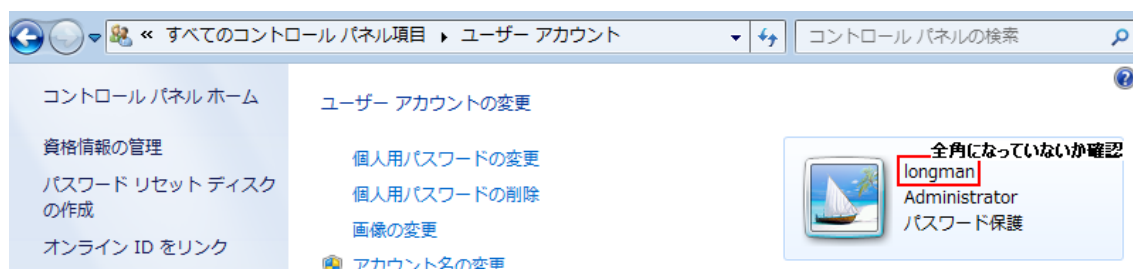 « すべてのコントロール パネル項目 ▸ ユーザー アカウント
コントロール パネルの検索
コントロール パネル ホーム
資格情報の管理
パスワード リセット ディスク
の作成
オンライン ID をリンク
ユーザー アカウントの変更
個人用パスワードの変更
個人用パスワードの削除
画像の変更
アカウント名の変更
全角になっていないか確認
longman
Administrator
パスワード保護